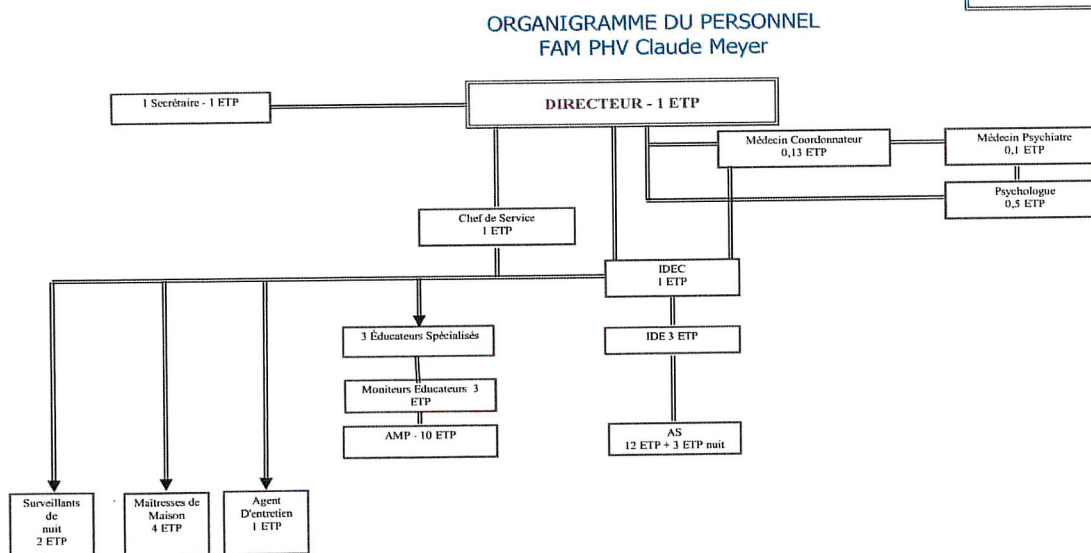 ORGANIGRAMME DU PERSONNEL
FAM PHV Claude Meyer
1 Secrétaire - 1 ETP
DIRECTEUR - 1 ETP
Médecin Coordonnateur
0,13 ETP
Médecin Psychiatre
0,1 ETP
Psychologue
0,5 ETP
Chef de Service
1 ETP
IDEC
1 ETP
3 Éducateurs Spécialisés
IDE 3 ETP
Moniteurs Educateurs 3
ETP
AMP - 10 ETP
AS
12 ETP + 3 ETP nuit
Surveillants
de
nuit
2 ETP
Maîtresses de
Maison
4 ETP
Agent
D'entretien
1 ETP